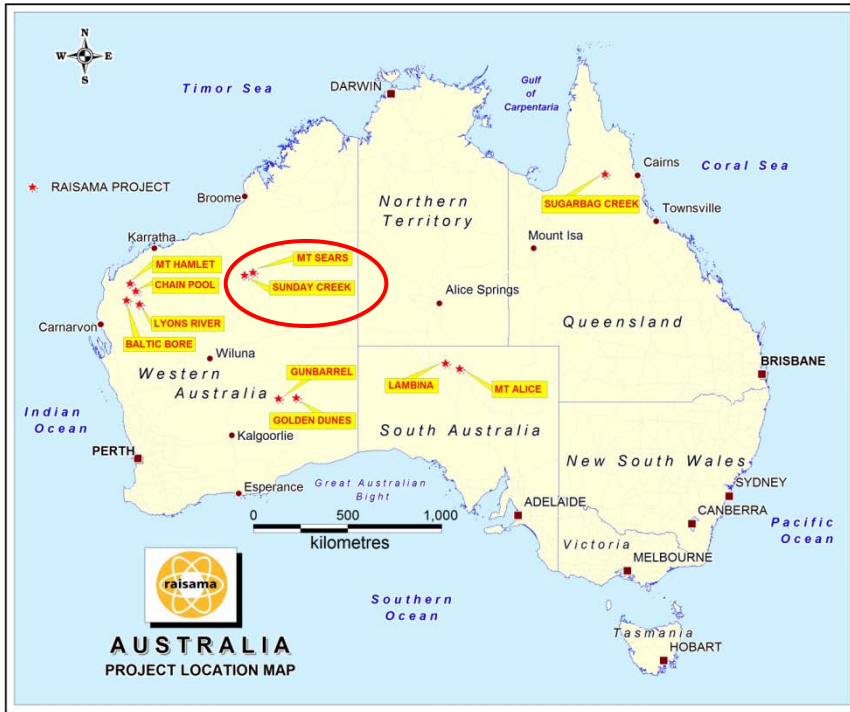 N
W E
S
Timor Sea
DARWIN
Gulf
of
Carpentaria
Cairns
Coral Sea
RAISAMA PROJECT
Broome
Northern
Territory
SUGARBAG CREEK
Townsville
Karratha
MT HAMLET
CHAIN POOL
MT SEARS
SUNDAY CREEK
Mount Isa
Alice Springs
Carnarvon
LYONS RIVER
BALTIC BORE
Queensland
Wiluna
Western
Australia
GUNBARREL
GOLDEN DUNES
LAMBINA
MT ALICE
BRISBANE
Indian
Ocean
Kalgoorlie
South Australia
PERTH
New South Wales
Esperance
Great Australian
Bight
ADELAIDE
SYDNEY
CANBERRA
Pacific
Ocean
0 500 1,000
kilometres
Victoria
MELBOURNE
raisama
Southern
Ocean
Tasmania
HOBART
AUSTRALIA
PROJECT LOCATION MAP